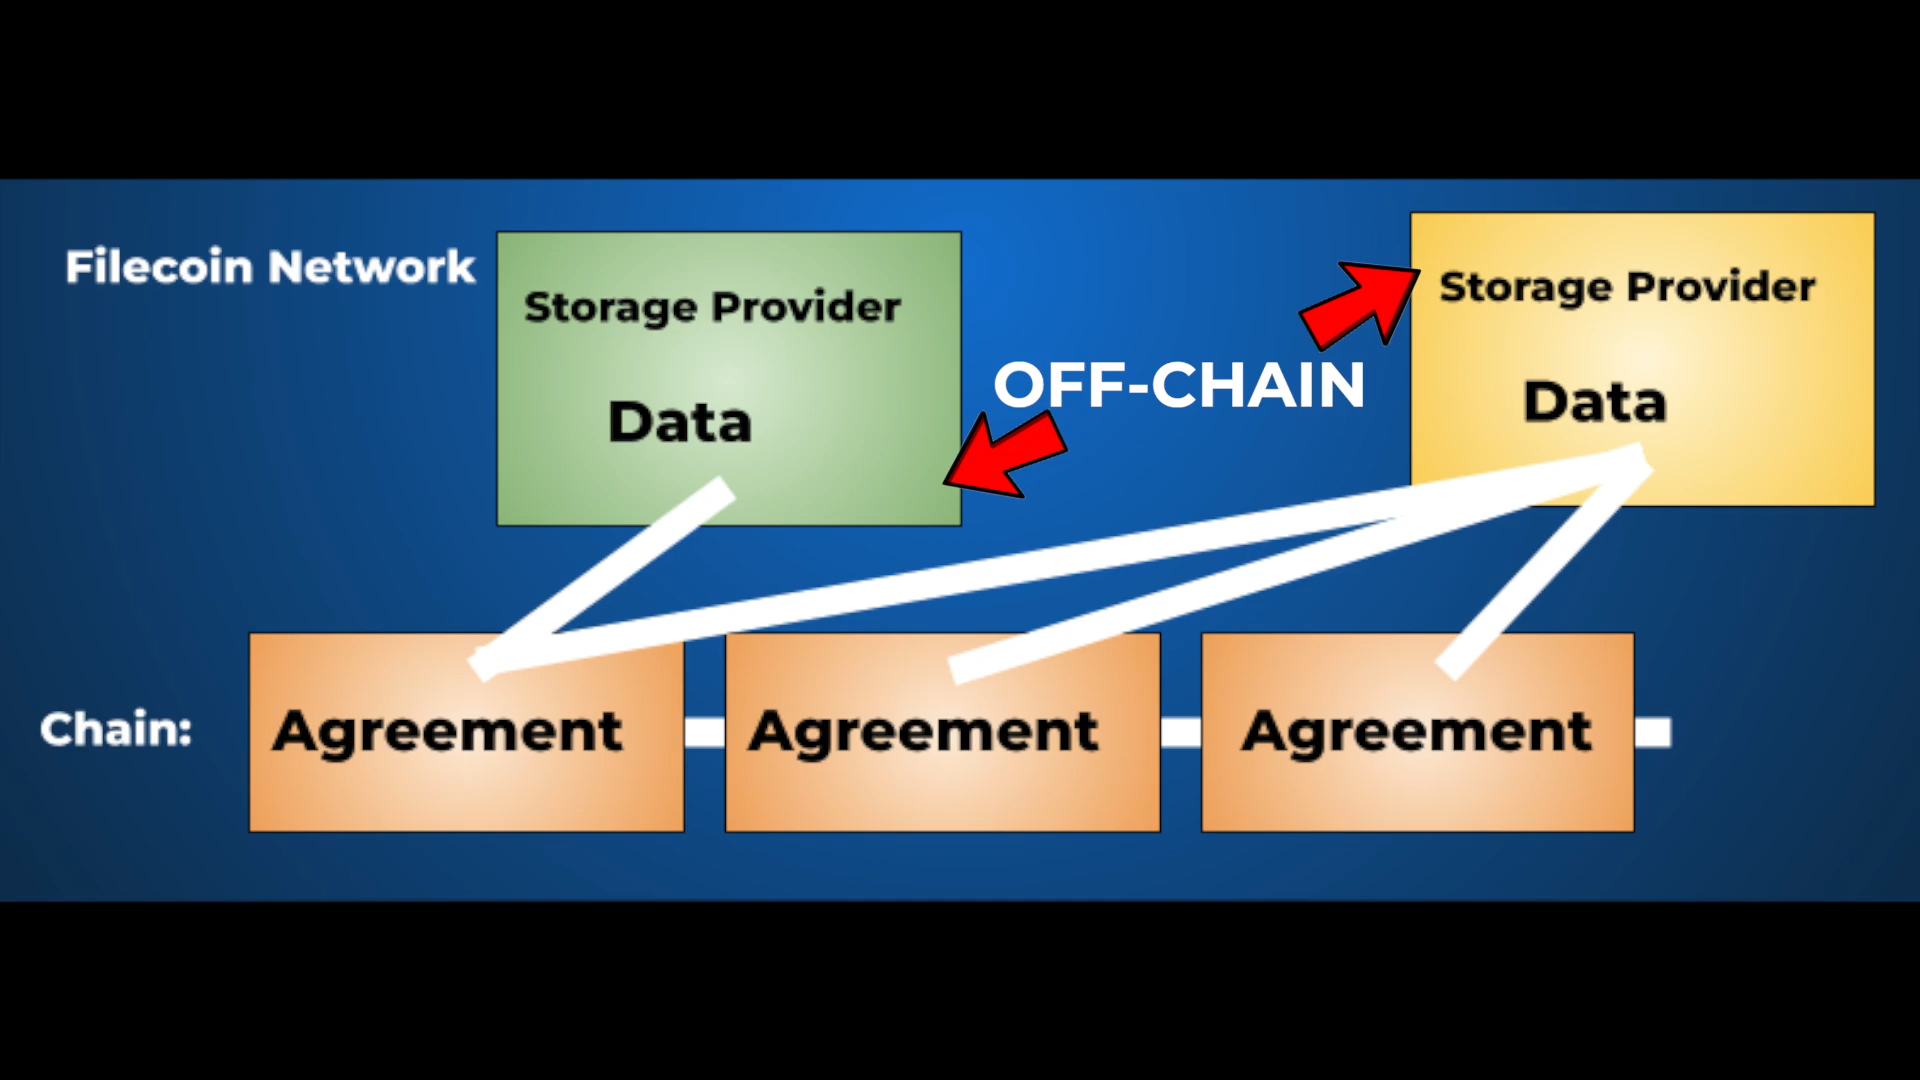 Filecoin Network
Storage Provider
Data
OFF-CHAIN
Storage Provider
Data
Chain:
Agreement
Agreement
Agreement